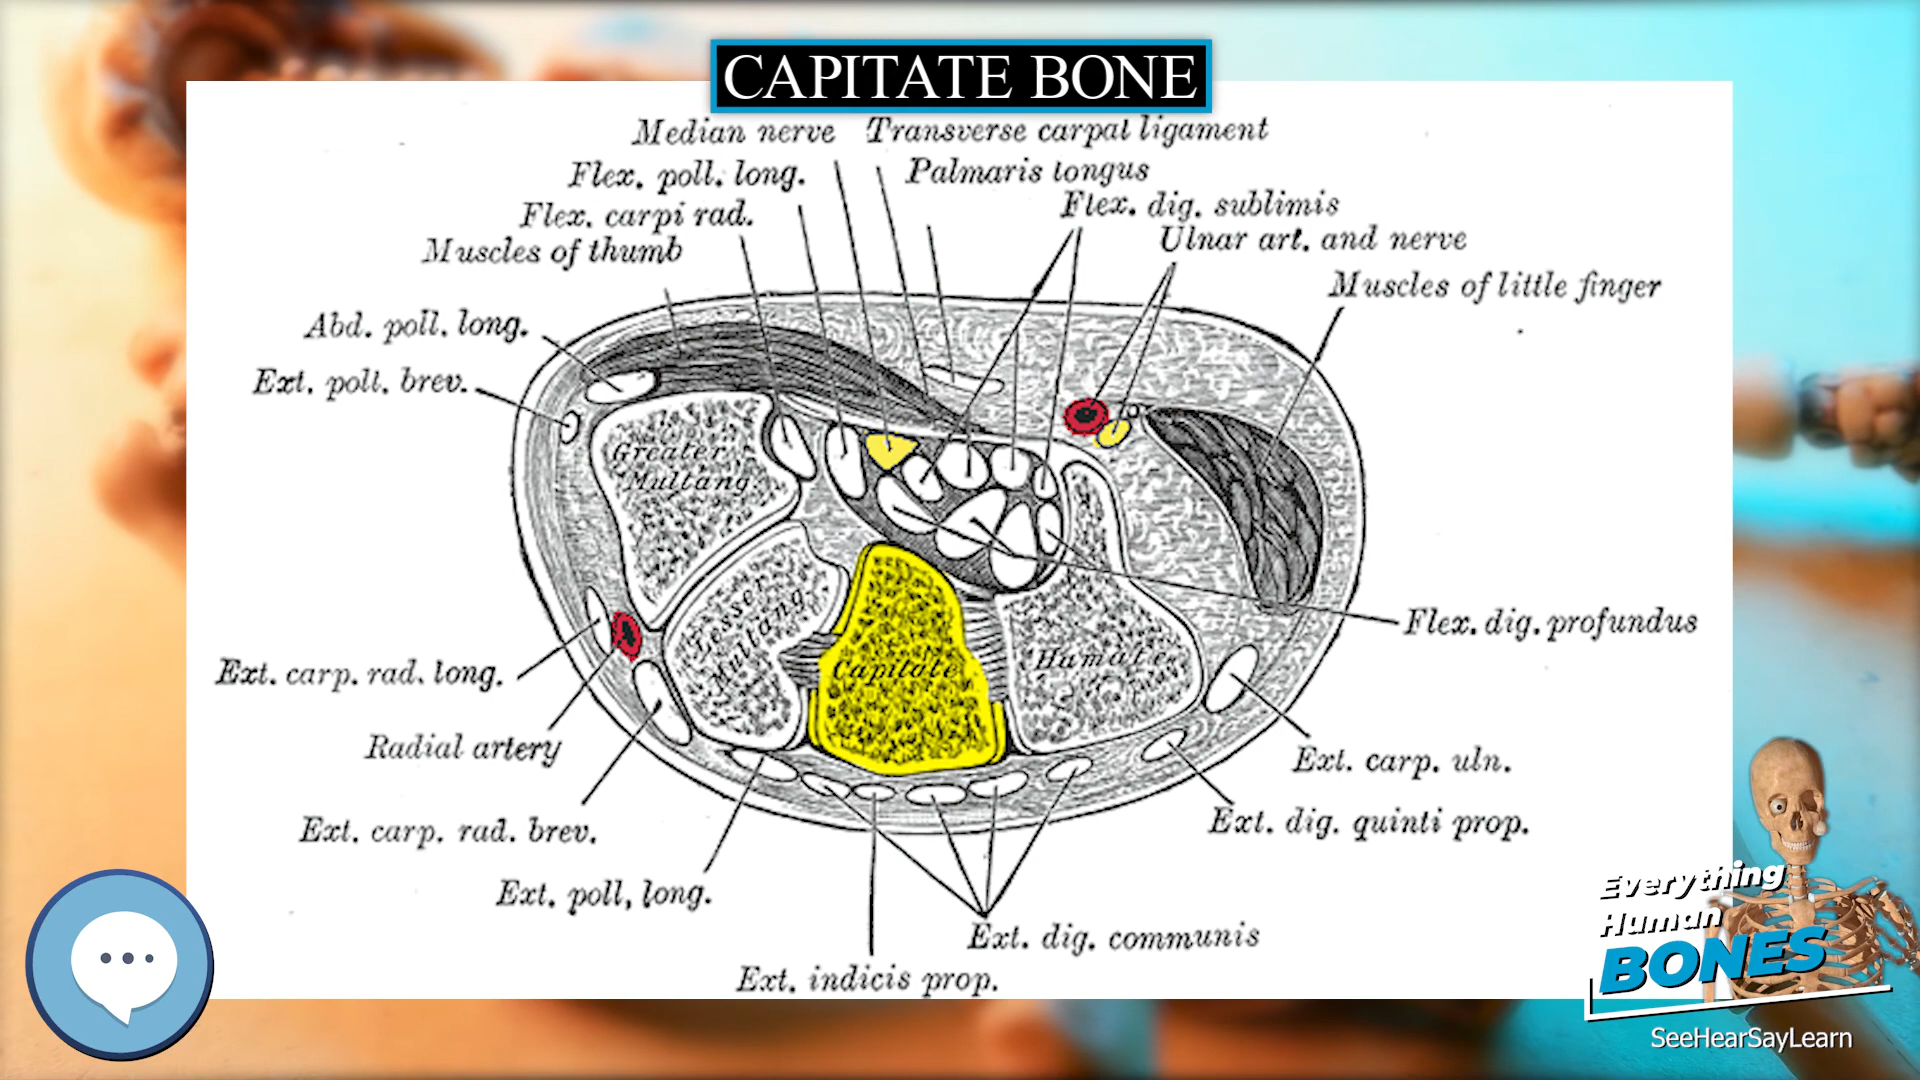 CAPITATE BONE
Median nerve
Transverse carpal ligament
Flex. poll. long.
Palmaris longus
Flex. carpi rad.
Flex. dig. sublimis
Muscles of thumb
Ulnar art. and nerve
Muscles of little finger
Abd. poll. long.
Ext. poll. brev.
Greater
Multang.
Lesser
Multang.
Capitate
Hamate
Flex. dig. profundus
Ext. carp. rad. long.
Radial artery
Ext. carp. uln.
Ext. carp. rad. brev.
Ext. dig. quinti prop.
Ext. poll, long.
Ext. dig. communis
Ext. indicis prop.
Everything
Human
BONES
SeeHearSayLearn